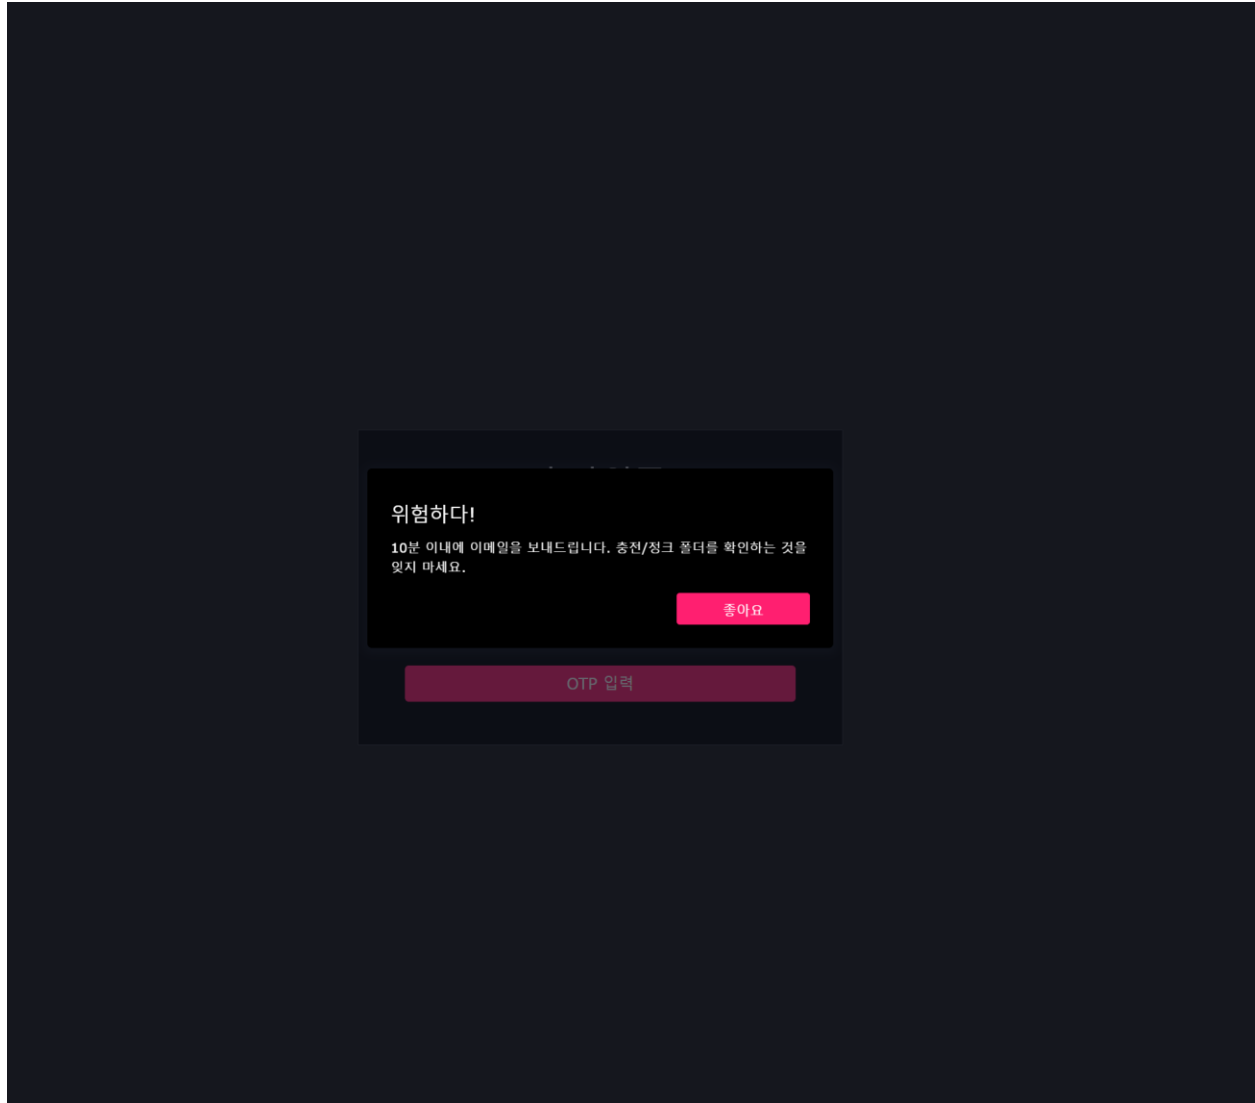 위험하다!
10분 이내에 이메일을 보내드립니다. 충전/정크 폴더를 확인하는 것을
잊지 마세요.
좋아요
OTP 입력